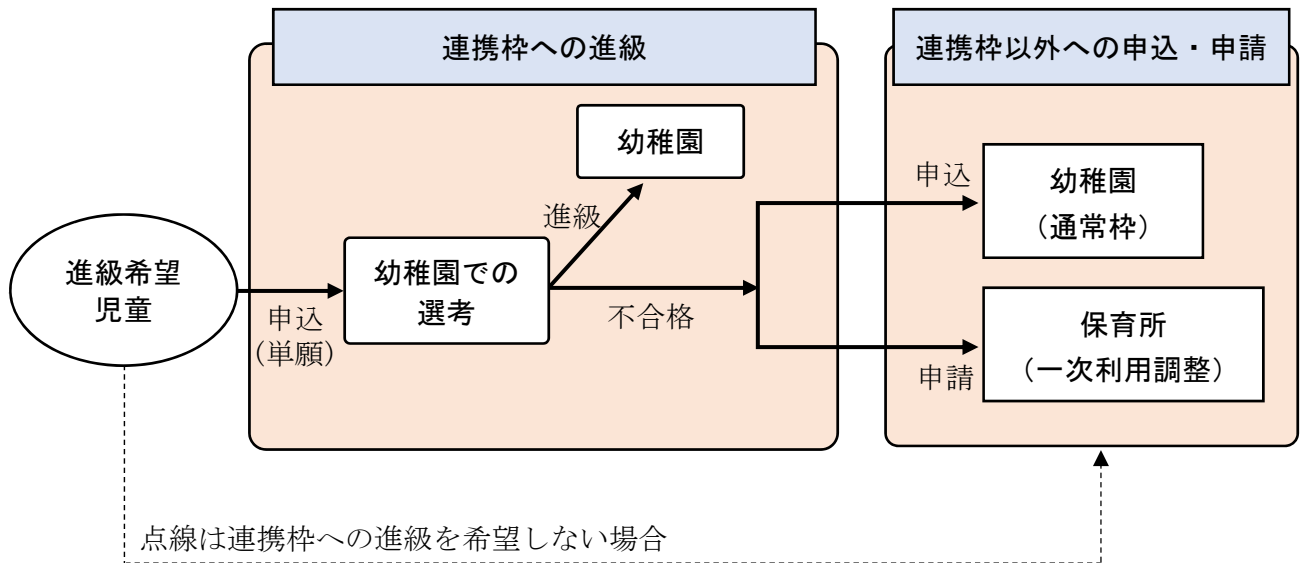 連携枠への進級
連携枠以外への申込・申請
幼稚園
進級
進級希望
児童
申込
(単願)
幼稚園での
選考
不合格
申込
幼稚園
(通常枠)
申請
保育所
(一次利用調整)
点線は連携枠への進級を希望しない場合